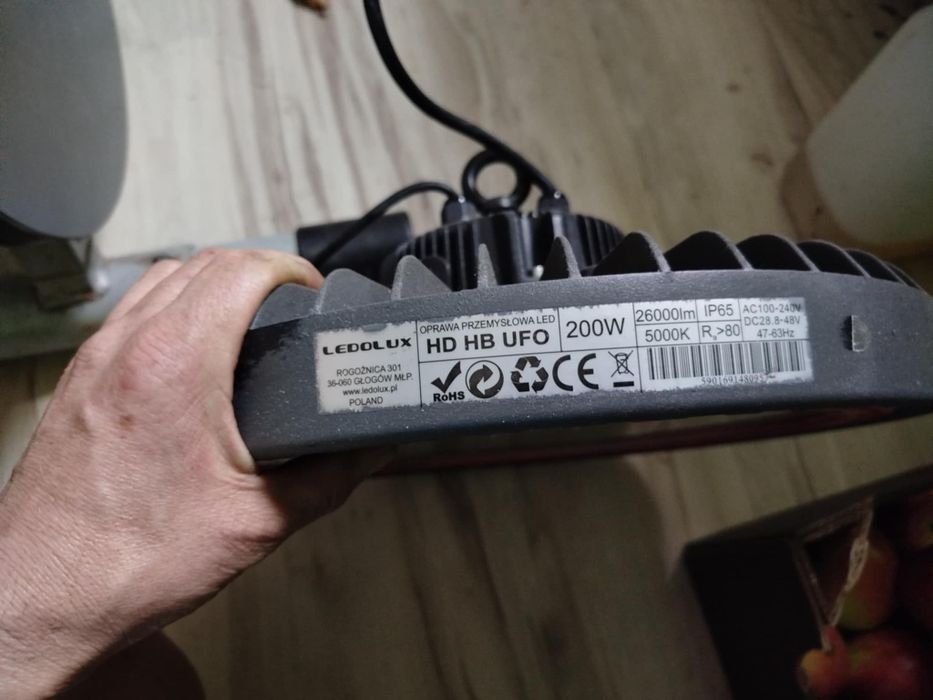 LEDOLUX
ROGOŹNICA 301
36-060 GŁOGÓW MŁP.
www.ledolux.pl
POLAND
OPRAWA PRZEMYSŁOWA LED
HD HB UFO
200W
26000lm
5000K
IP65
Ra>80
AC100-240V
DC28.8-48V
47-63Hz
RoHS
CE